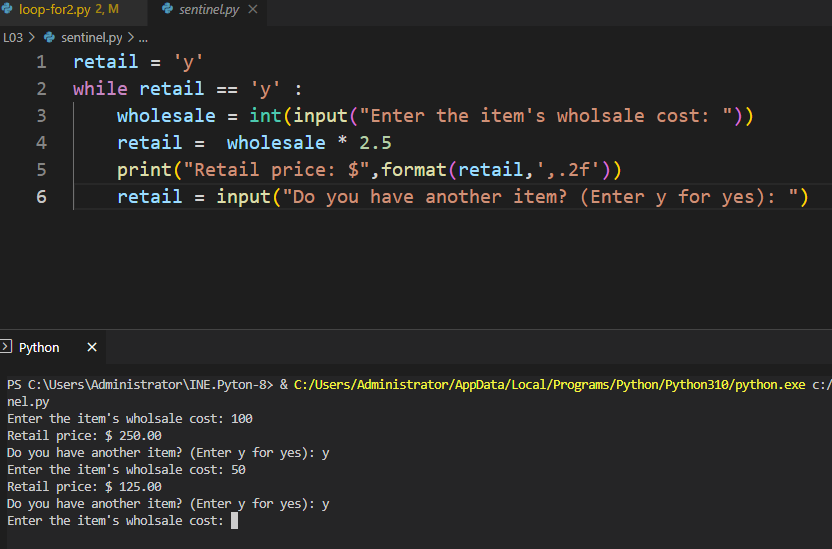 loop-for2.py 2, M sentinel.py ×
L03 > sentinel.py > ...
1 retail = 'y'
2 while retail == 'y' :
3 wholesale = int(input("Enter the item's wholsale cost: "))
4 retail =  wholesale * 2.5
5 print("Retail price: $",format(retail,',.2f'))
6 retail = input("Do you have another item? (Enter y for yes): ")
Python ×
PS C:\Users\Administrator\INE.Pyton-8> & C:/Users/Administrator/AppData/Local/Programs/Python/Python310/python.exe c:/
nel.py
Enter the item's wholsale cost: 100
Retail price: $ 250.00
Do you have another item? (Enter y for yes): y
Enter the item's wholsale cost: 50
Retail price: $ 125.00
Do you have another item? (Enter y for yes): y
Enter the item's wholsale cost: